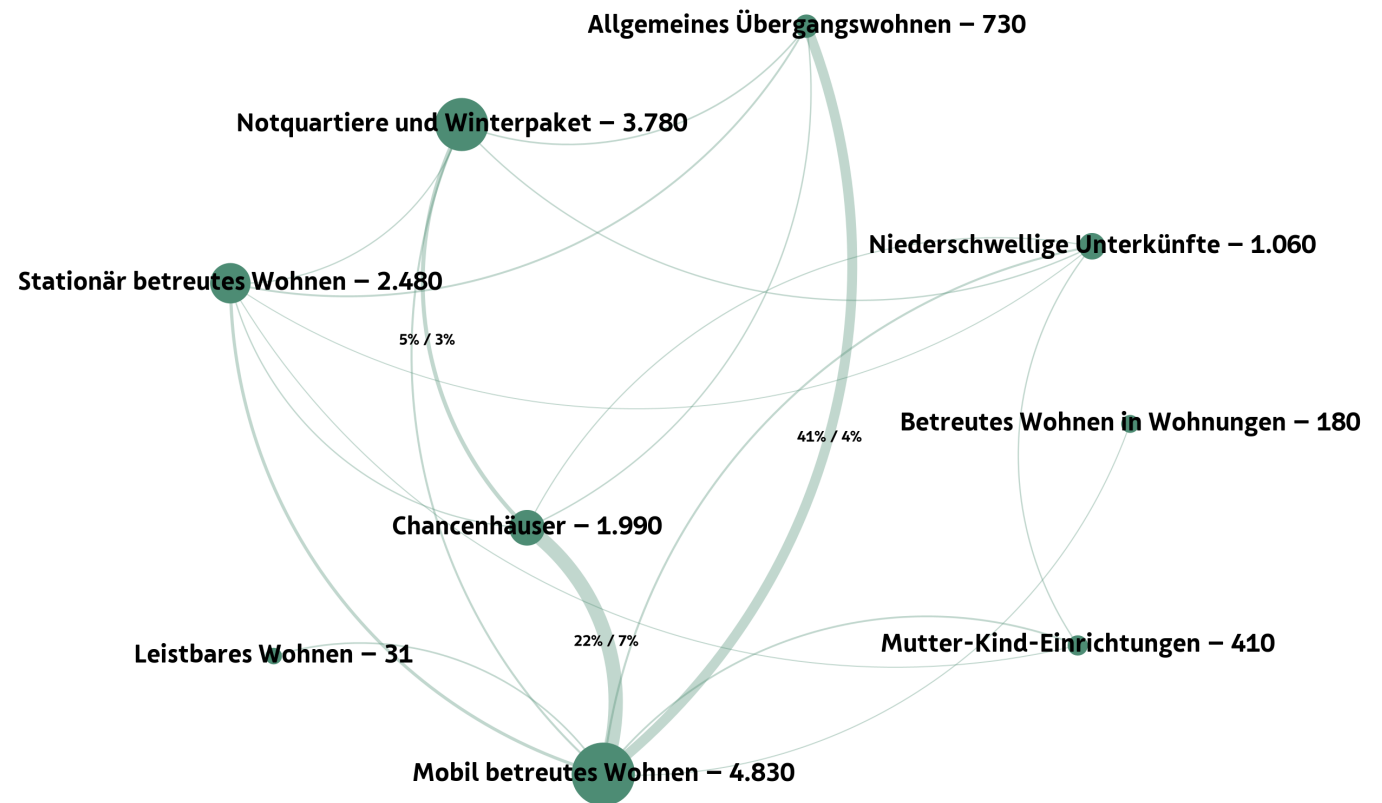 Allgemeines Übergangswohnen – 730
Notquartiere und Winterpaket – 3.780
Niederschwellige Unterkünfte – 1.060
Stationär betreutes Wohnen – 2.480
5% / 3%
Betreutes Wohnen in Wohnungen – 180
41% / 4%
Chancenhäuser – 1.990
22% / 7%
Mutter-Kind-Einrichtungen – 410
Leistbares Wohnen – 31
Mobil betreutes Wohnen – 4.830